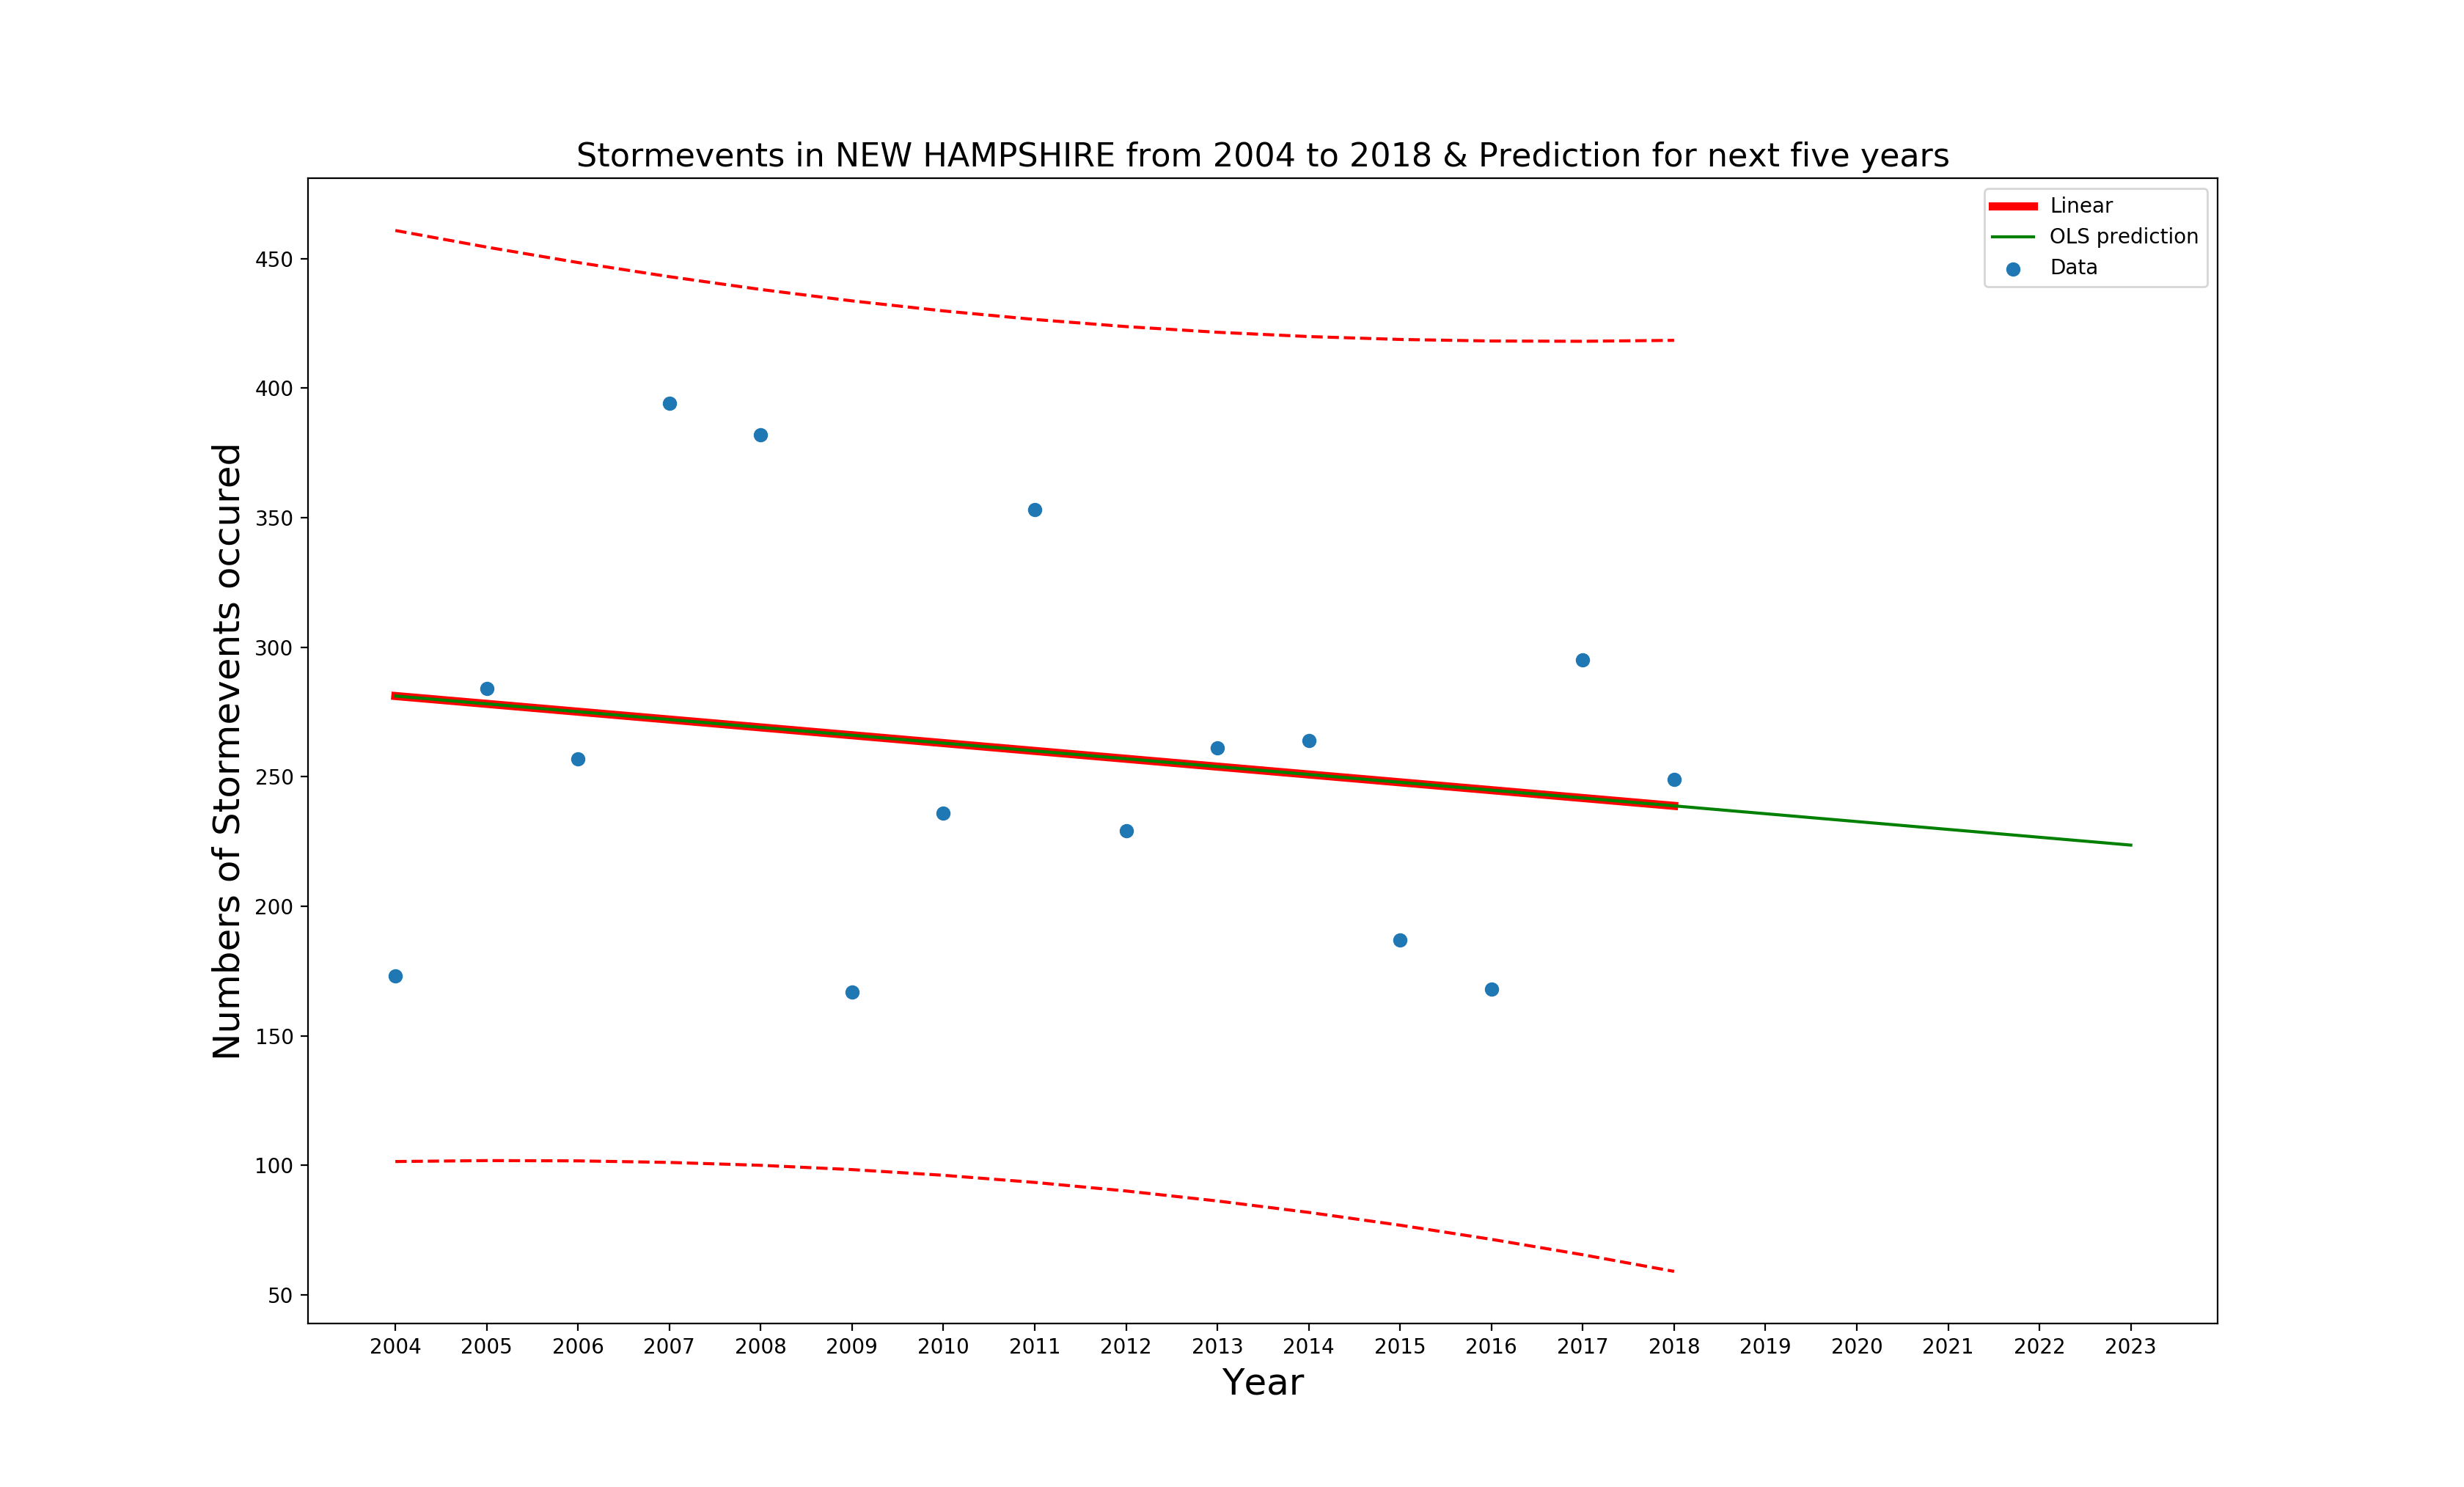 Stormevents in NEW HAMPSHIRE from 2004 to 2018 & Prediction for next five years
Linear
OLS prediction
Data
Numbers of Stormevents occured
450
400
350
300
250
200
150
100
50
2004 2005 2006 2007 2008 2009 2010 2011 2012 2013 2014 2015 2016 2017 2018 2019 2020 2021 2022 2023
Year